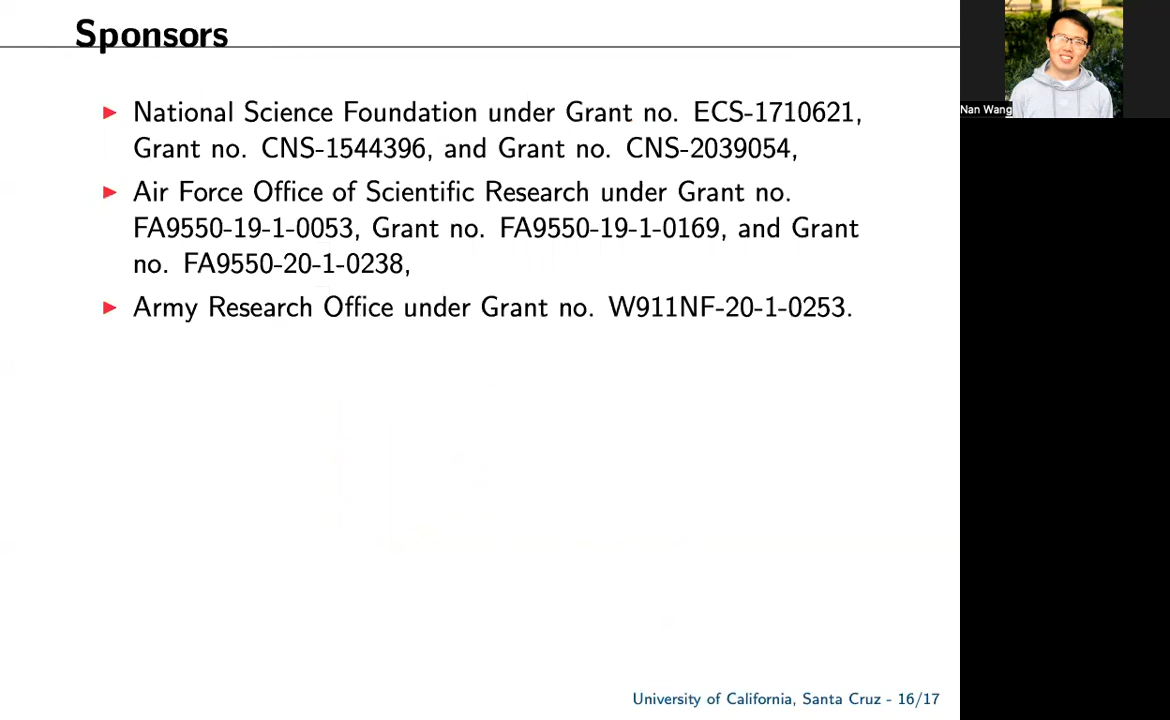 Sponsors
National Science Foundation under Grant no. ECS-1710621,
Grant no. CNS-1544396, and Grant no. CNS-2039054,
Air Force Office of Scientific Research under Grant no.
FA9550-19-1-0053, Grant no. FA9550-19-1-0169, and Grant
no. FA9550-20-1-0238,
Army Research Office under Grant no. W911NF-20-1-0253.
Nan Wang
University of California, Santa Cruz - 16/17